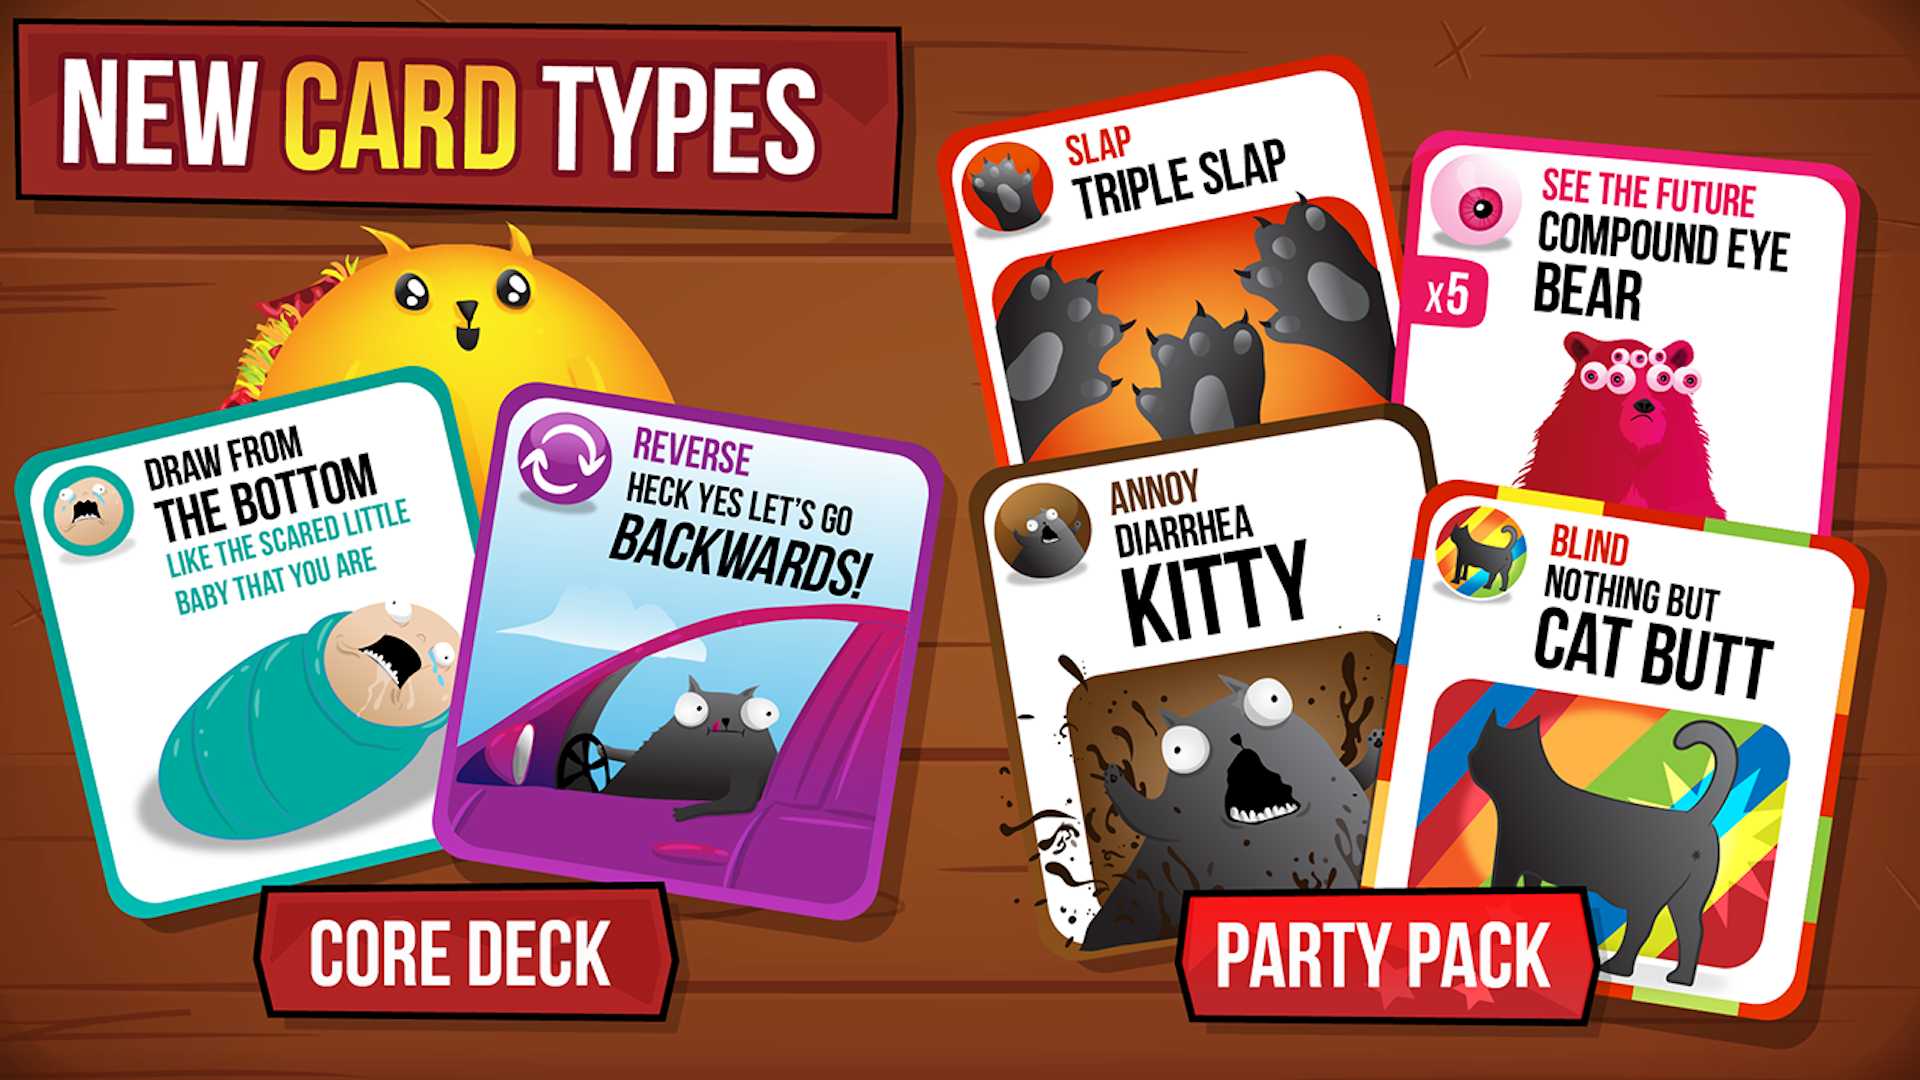 NEW CARD TYPES
DRAW FROM
THE BOTTOM
LIKE THE SCARED LITTLE
BABY THAT YOU ARE
REVERSE
HECK YES LET'S GO
BACKWARDS!
CORE DECK
SLAP
TRIPLE SLAP
SEE THE FUTURE
COMPOUND EYE
BEAR
x5
ANNOY
DIARRHEA
KITTY
BLIND
NOTHING BUT
CAT BUTT
PARTY PACK